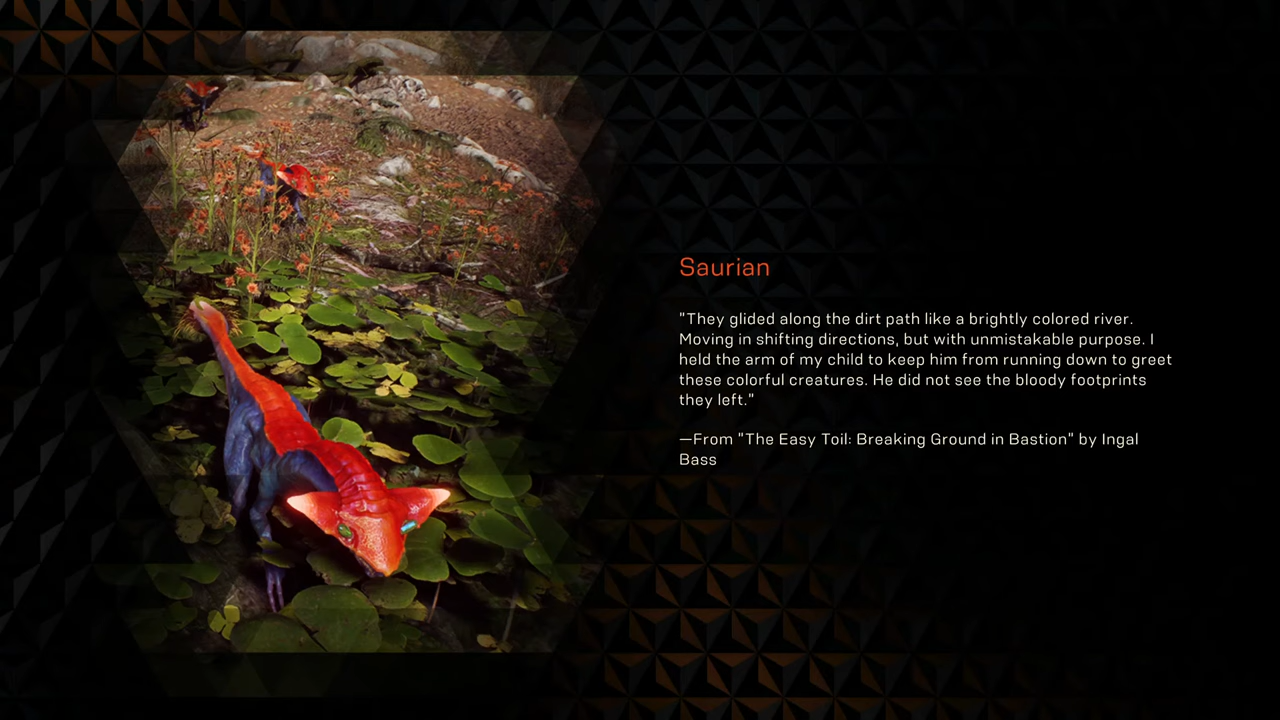 Saurian
"They glided along the dirt path like a brightly colored river.
Moving in shifting directions, but with unmistakable purpose. I
held the arm of my child to keep him from running down to greet
these colorful creatures. He did not see the bloody footprints
they left."
—From "The Easy Toil: Breaking Ground in Bastion" by Ingal
Bass